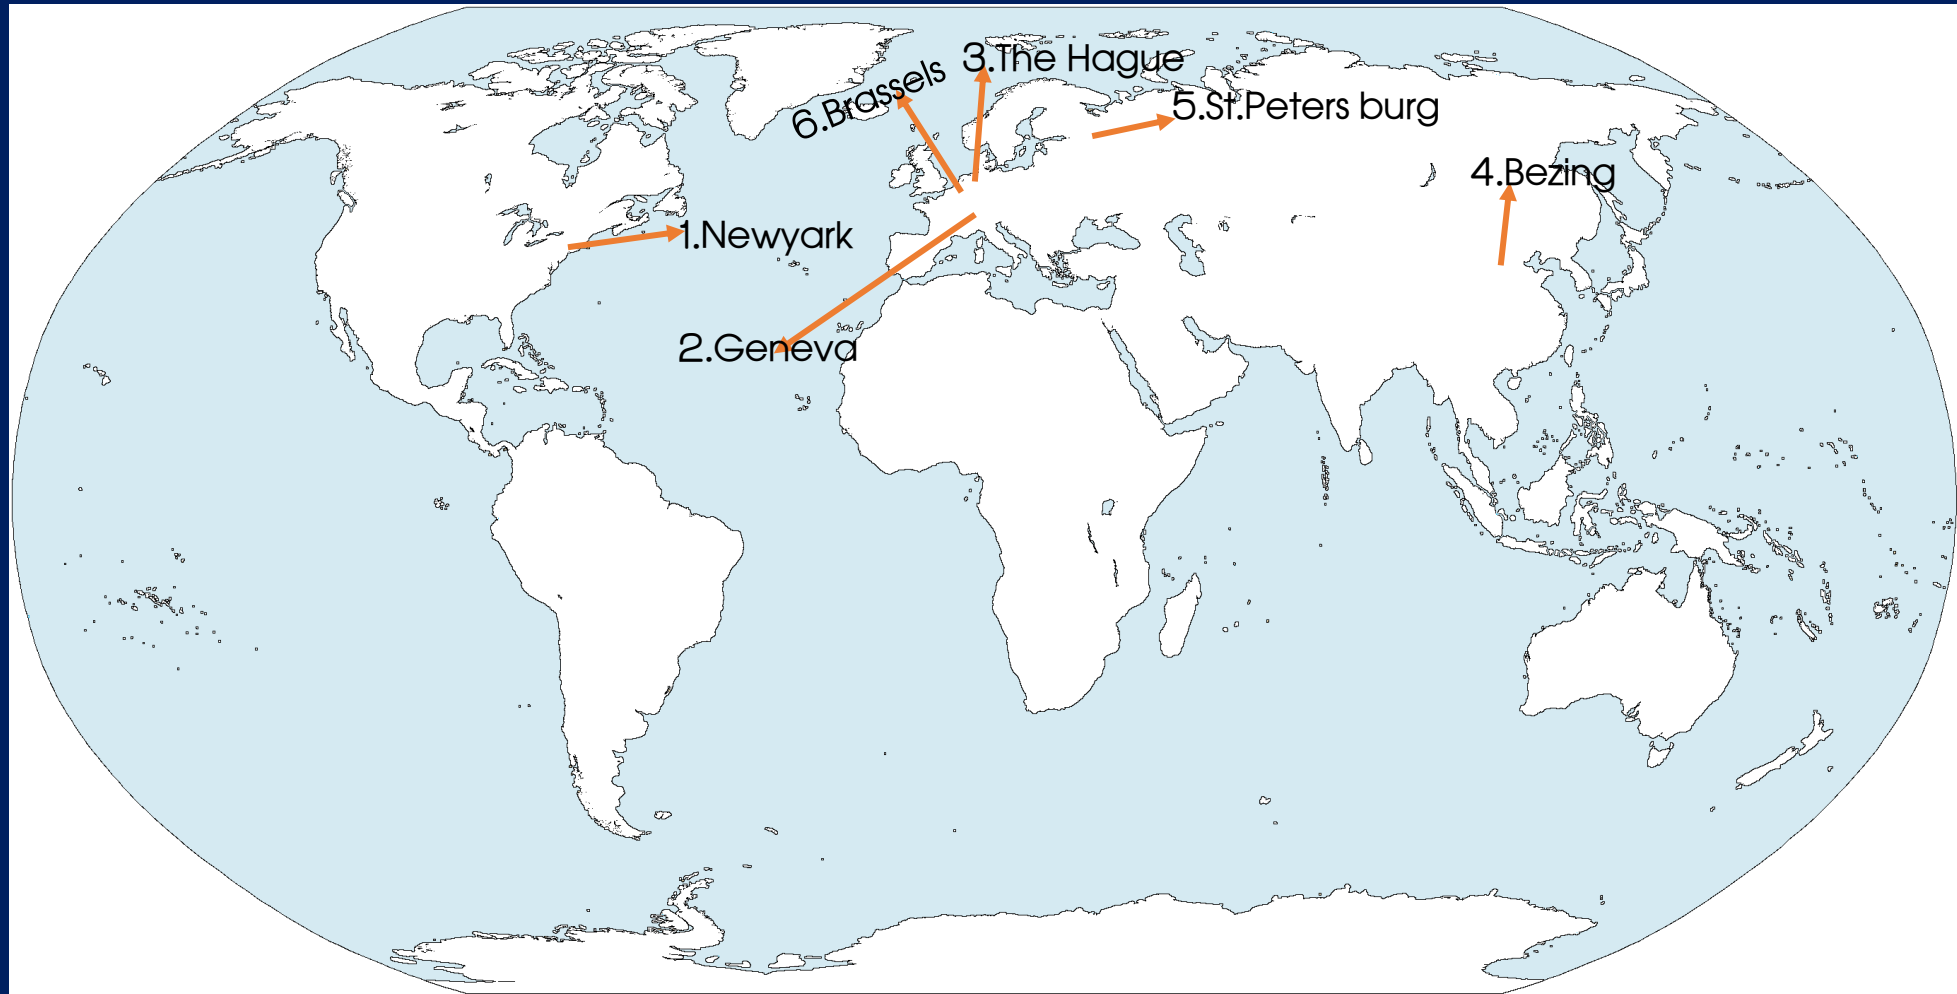 3.The Hague
6.Brassels
5.St.Peters burg
4.Bezing
1.Newyark
2.Geneva